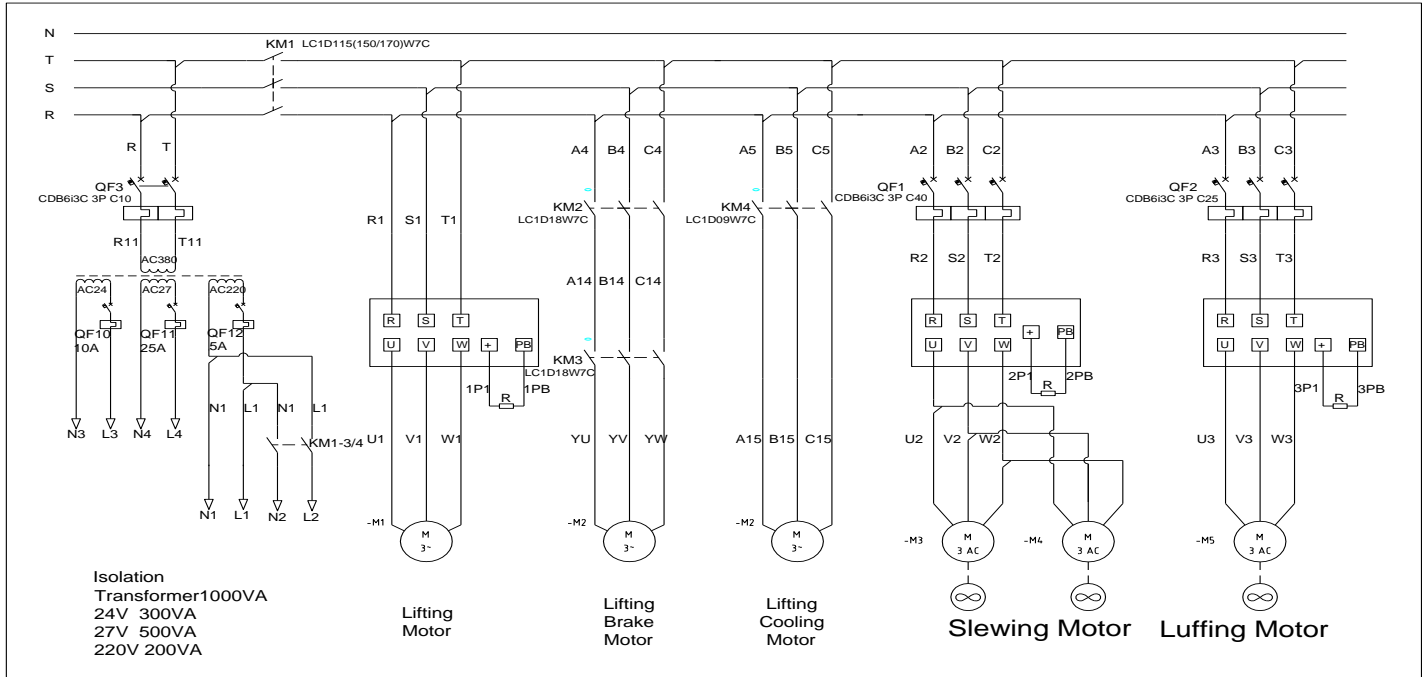 N
KM1 LC1D115(150/170)W7C
T
S
R
R T
A4 B4 C4
A5 B5 C5
A2 B2 C2
A3 B3 C3
QF3
CDB6i3C 3P C10
KM2
LC1D18W7C
KM4
LC1D09W7C
QF1
CDB6i3C 3P C40
QF2
CDB6i3C 3P C25
R1 S1 T1
R11 T11
AC380
R2 S2 T2
R3 S3 T3
AC24 AC27 AC220
A14 B14 C14
QF10
10A
QF11
25A
QF12
5A
R S T
U V W + PB
R S T
U V W + PB
R S T
U V W + PB
KM3
LC1D18W7C
1P1 R 1PB
2P1 R 2PB
3P1 R 3PB
N1 L1 N1 L1
KM1-3/4
N3 L3 N4 L4
U1 V1 W1
YU YV YW
A15 B15 C15
U2 V2 W2
U3 V3 W3
N1 L1 N2 L2
-M1 M
3~
-M2 M
3~
-M2 M
3~
-M3 M
3 AC
-M4 M
3 AC
-M5 M
3 AC
Isolation
Transformer1000VA
24V 300VA
27V 500VA
220V 200VA
Lifting
Motor
Lifting
Brake
Motor
Lifting
Cooling
Motor
Slewing Motor
Luffing Motor